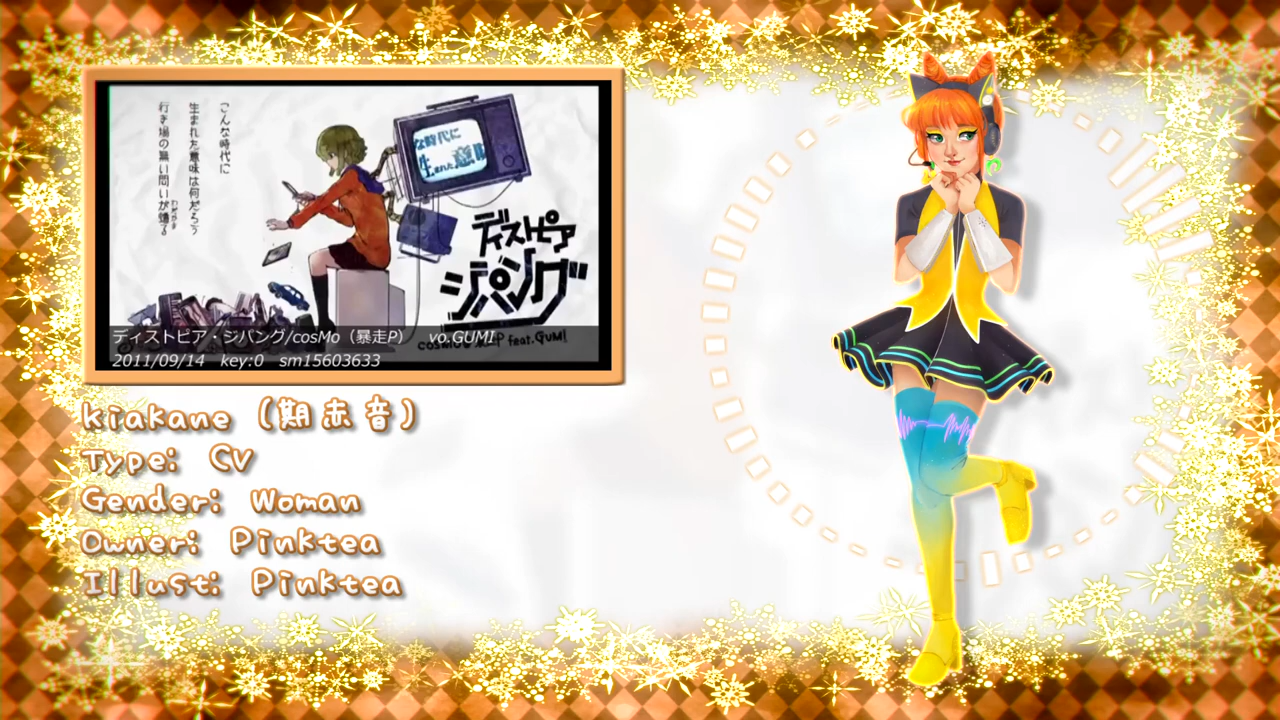 こんな時代に
生まれた意味は何だろう
行き場の無い問いが
な時代に
生まれた意味
ディストピア
ジパング
ディストピア・ジパング/cosMo（暴走P）　vo.GUMI
cosMo@暴走P feat.GUMI
2011/09/14　key:0　sm15603633
kiakane (期赤音)
Type: CV
Gender: Woman
Owner: Pinktea
Illust: Pinktea